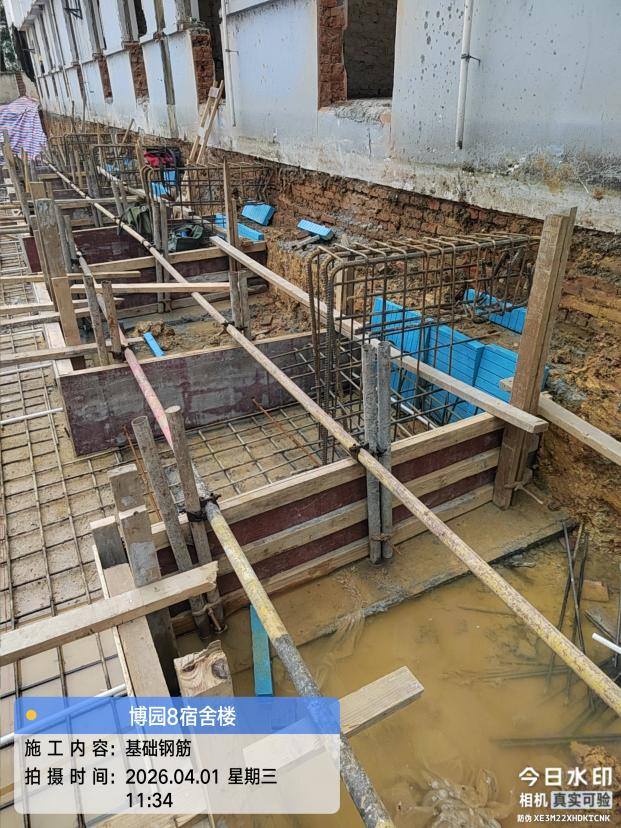 博园8宿舍楼
施工内容：基础钢筋
拍摄时间：2026.04.01 星期三
11:34
今日水印
相机 真实可验
防伪 XE3M22XHDKTCNK